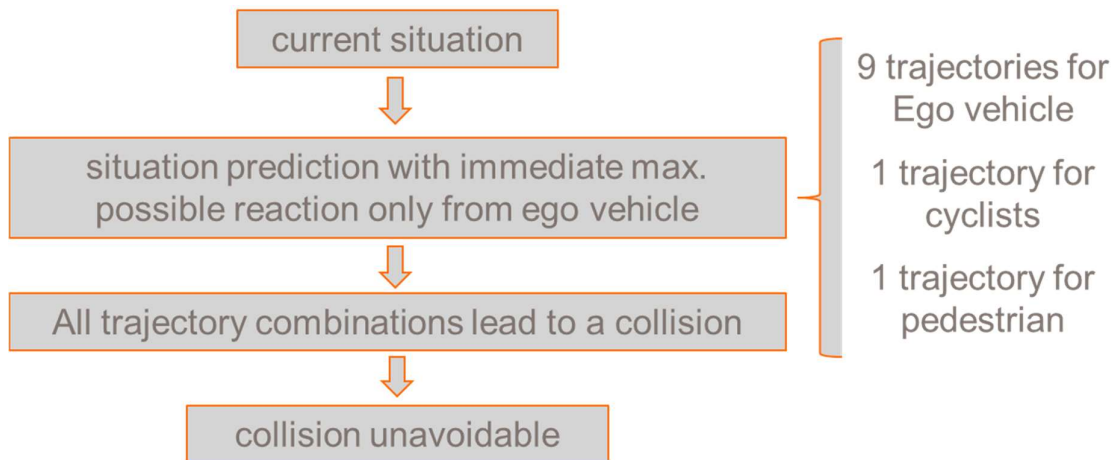 current situation
situation prediction with immediate max.
possible reaction only from ego vehicle
All trajectory combinations lead to a collision
collision unavoidable
9 trajectories for
Ego vehicle
1 trajectory for
cyclists
1 trajectory for
pedestrian